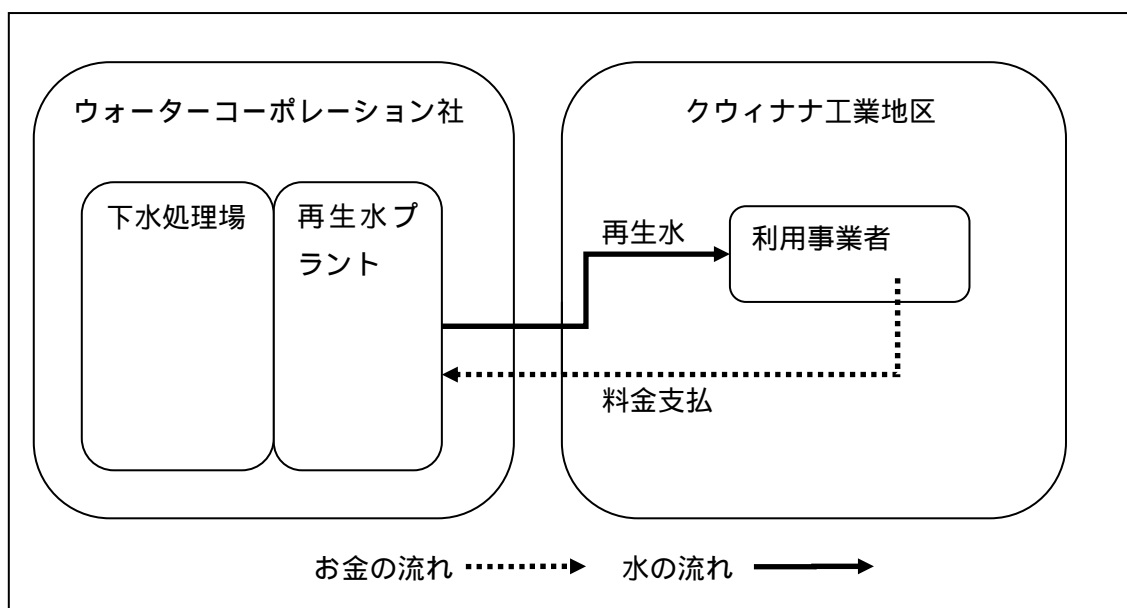 ウォーターコーポレーション社
クウィナナ工業地区
下水処理場
再生水プ
ラント
再生水
利用事業者
料金支払
お金の流れ
水の流れ